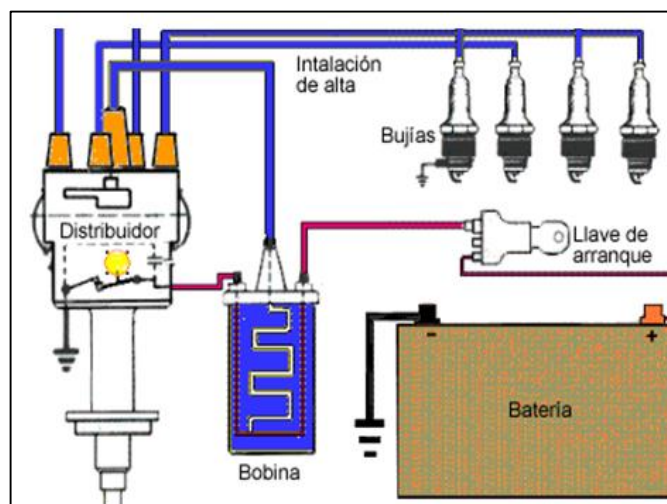 Intalación
de alta
Bujías
Distribuidor
Llave de
arranque
- +
Batería
Bobina